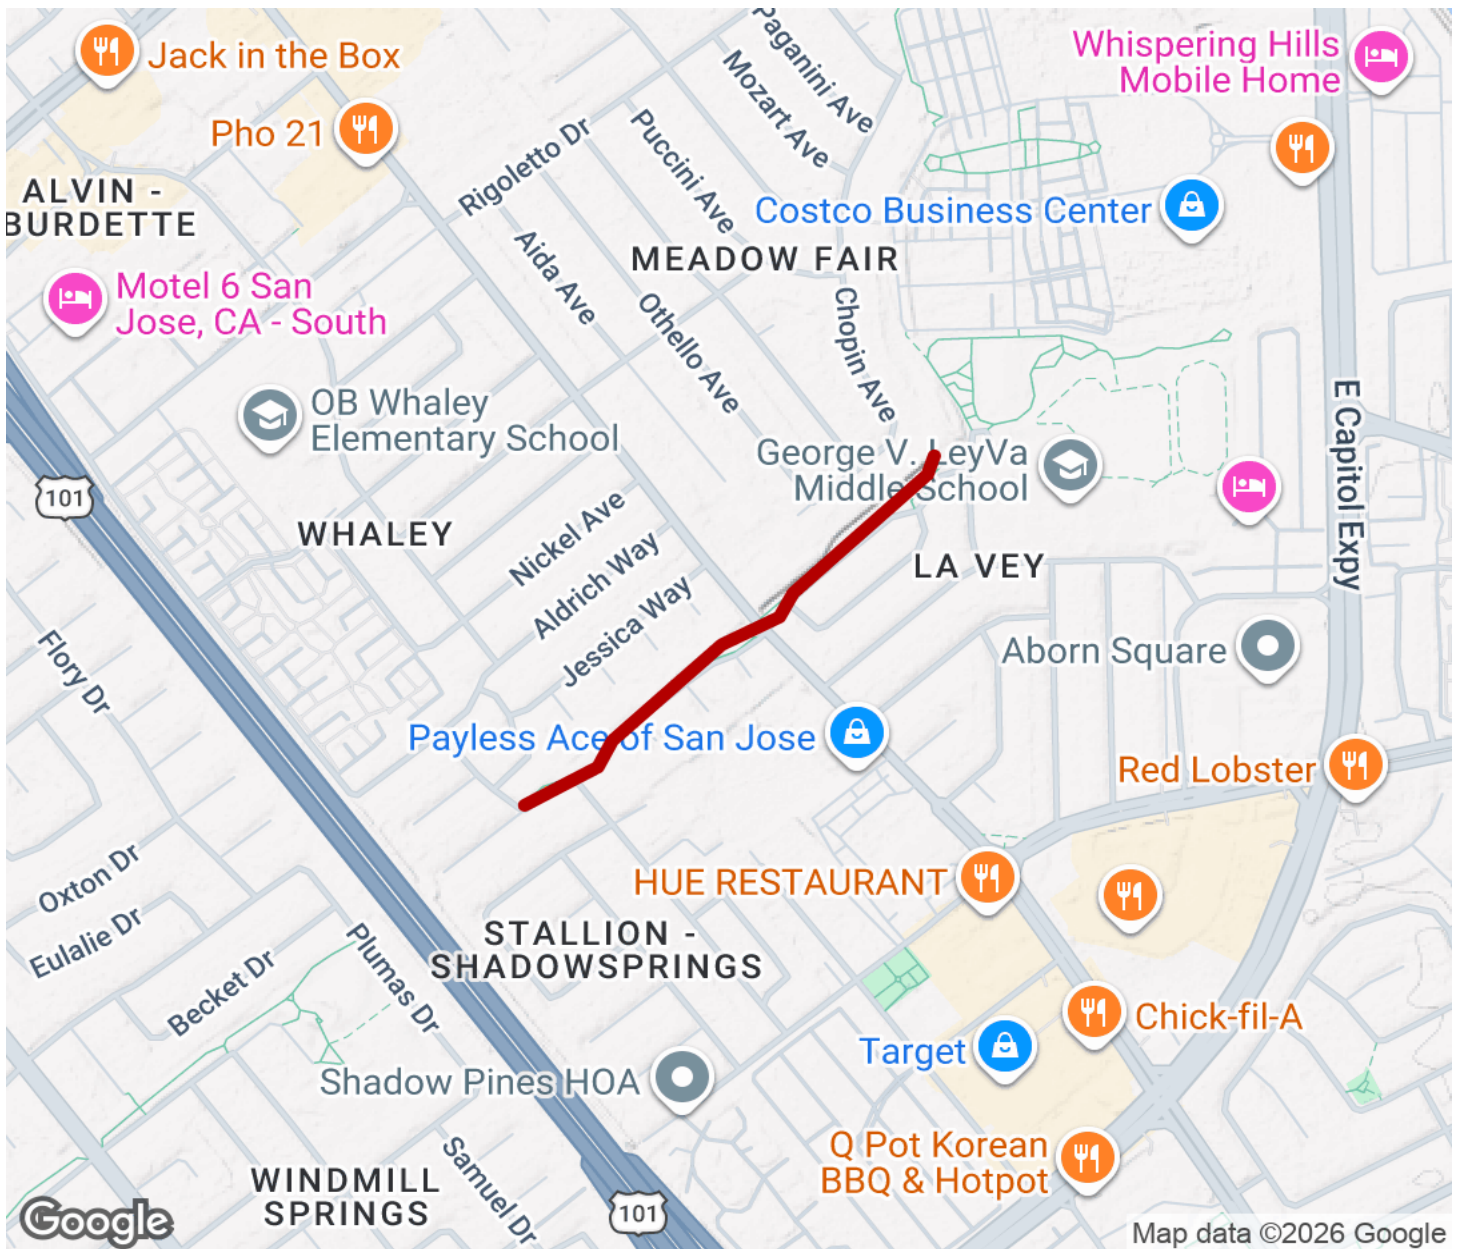 Jack in the Box
Pho 21
ALVIN -
BURDETTE
Motel 6 San
Jose, CA - South
Rigoletto Dr
Puccini Ave
Paganini Ave
Mozart Ave
Whispering Hills
Mobile Home
Costco Business Center
MEADOW FAIR
Aida Ave
Othello Ave
Chopin Ave
OB Whaley
Elementary School
George V. LeyVa
Middle School
E Capitol Expy
101
WHALEY
Nickel Ave
Aldrich Way
Jessica Way
LA VEY
Aborn Square
Flory Dr
Payless Ace of San Jose
Red Lobster
HUE RESTAURANT
Oxton Dr
Eulalie Dr
Becket Dr
Plumas Dr
STALLION -
SHADOWSPRINGS
Chick-fil-A
Target
Shadow Pines HOA
Q Pot Korean
BBQ & Hotpot
WINDMILL
SPRINGS
Samuel Dr
101
Google
Map data ©2026 Google